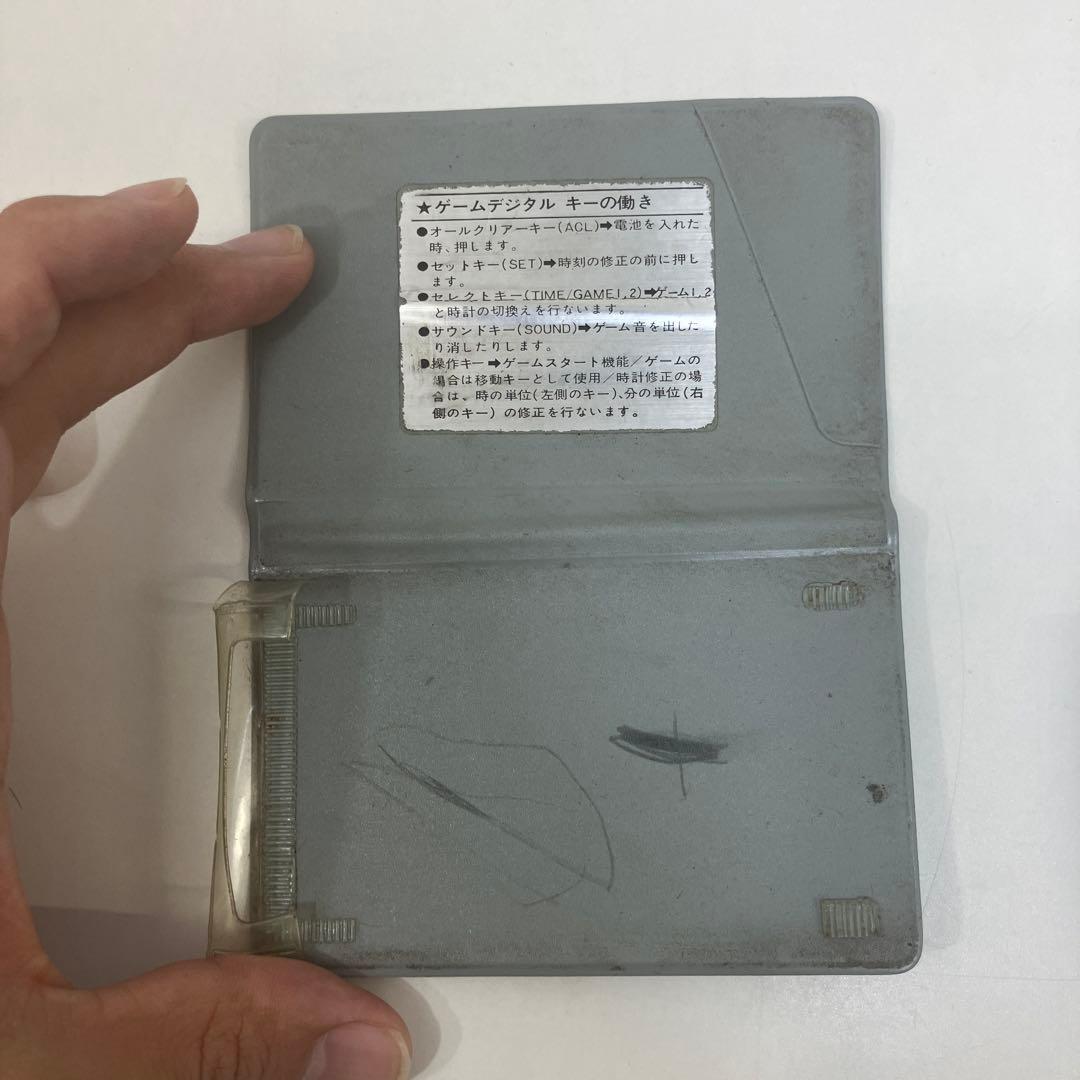 ★ゲームデジタル キーの働き
●オールクリアーキー(ACL)➡電池を入れた
時、押します。
●セットキー(SET)➡時刻の修正の前に押し
ます。
●セレクトキー(TIME/GAME1,2)➡ゲーム1,2
と時計の切換えを行ないます。
●サウンドキー(SOUND)➡ゲーム音を出した
り消したりします。
●操作キー➡ゲームスタート機能／ゲームの
場合は移動キーとして使用／時計修正の場
合は、時の単位(左側のキー)、分の単位(右
側のキー)の修正を行ないます。